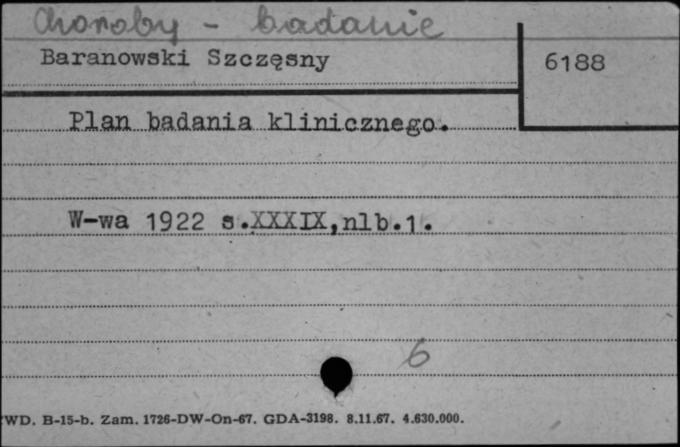 Choroby - badanie
Baranowski Szczęsny
6188
Plan badania klinicznego.
W-wa 1922 s.XXXIX,nlb.1.
6
WD. B-15-b. Zam. 1726-DW-On-67. GDA-3198. 8.11.67. 4.630.000.